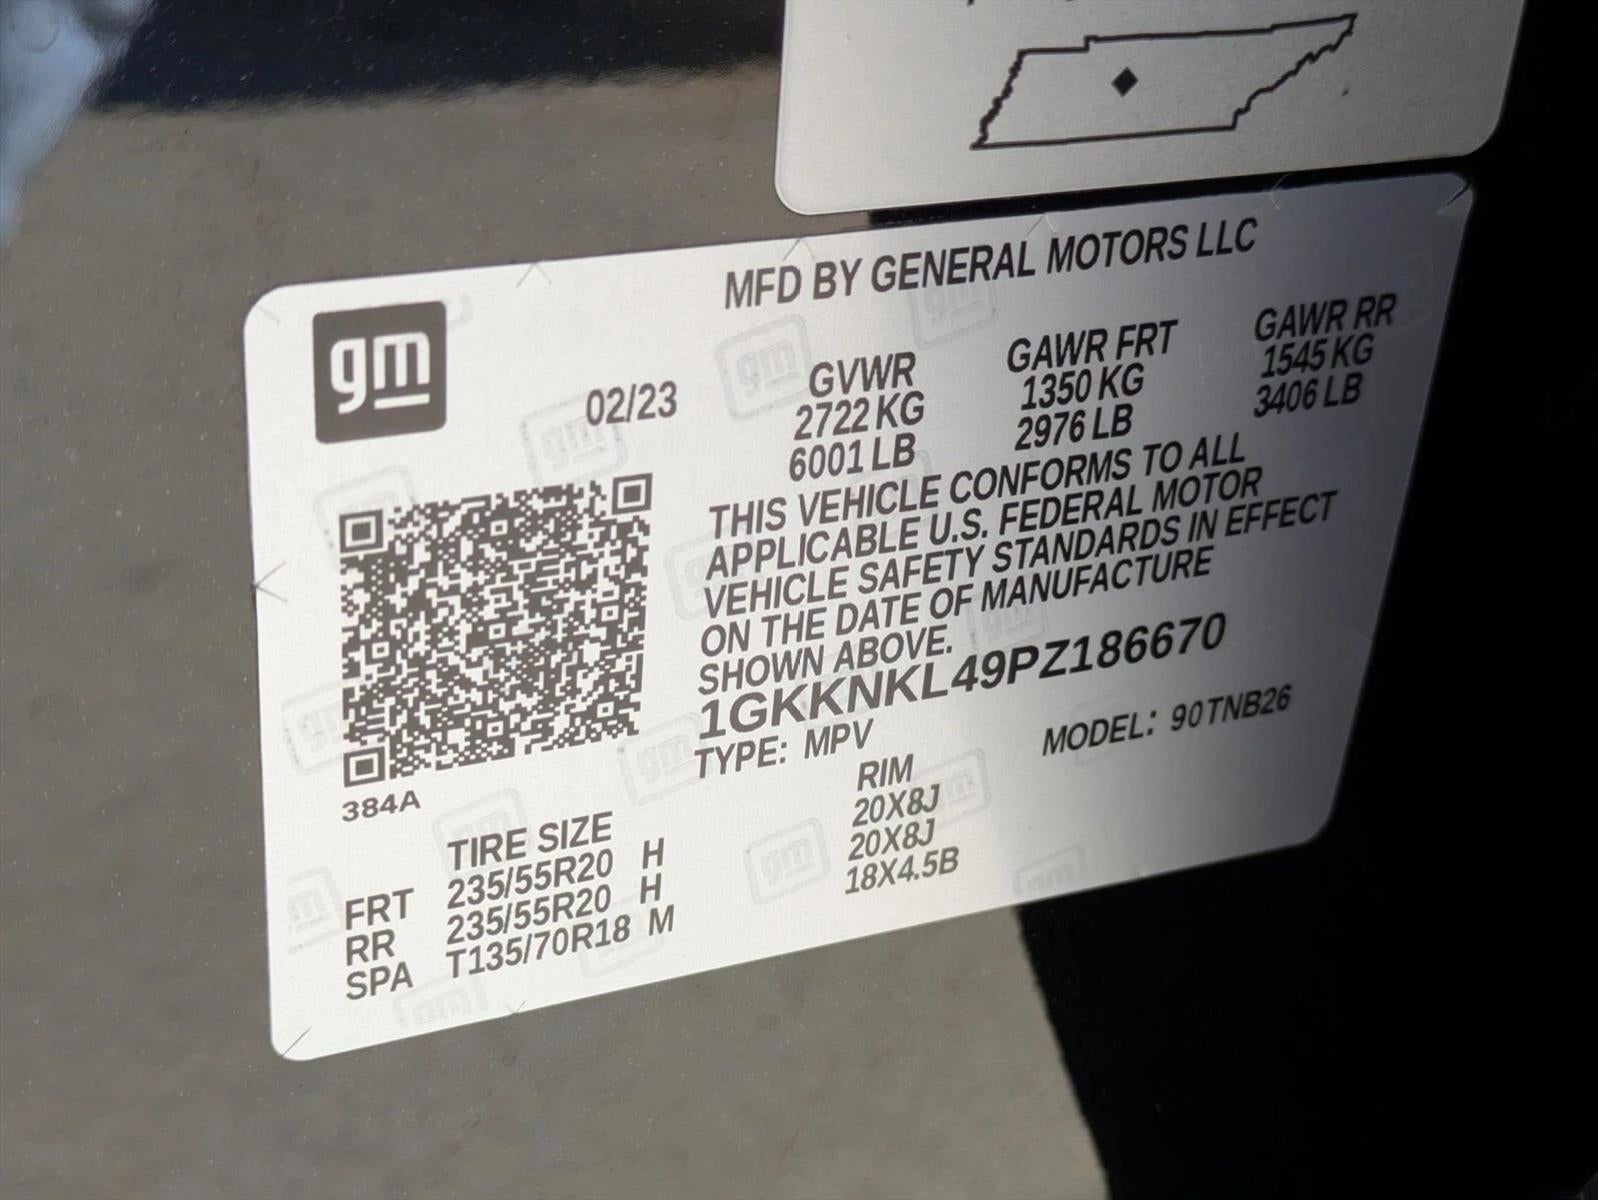 MFD BY GENERAL MOTORS LLC
gm
02/23
GVWR GAWR FRT GAWR RR
2722 KG 1350 KG 1545 KG
6001 LB 2976 LB 3406 LB
THIS VEHICLE CONFORMS TO ALL
APPLICABLE U.S. FEDERAL MOTOR
VEHICLE SAFETY STANDARDS IN EFFECT
ON THE DATE OF MANUFACTURE
SHOWN ABOVE.
1GKKNKL49PZ186670
TYPE: MPV MODEL: 90TNB26
384A
TIRE SIZE RIM
FRT 235/55R20 H 20X8J
RR 235/55R20 H 20X8J
SPA T135/70R18 M 18X4.5B